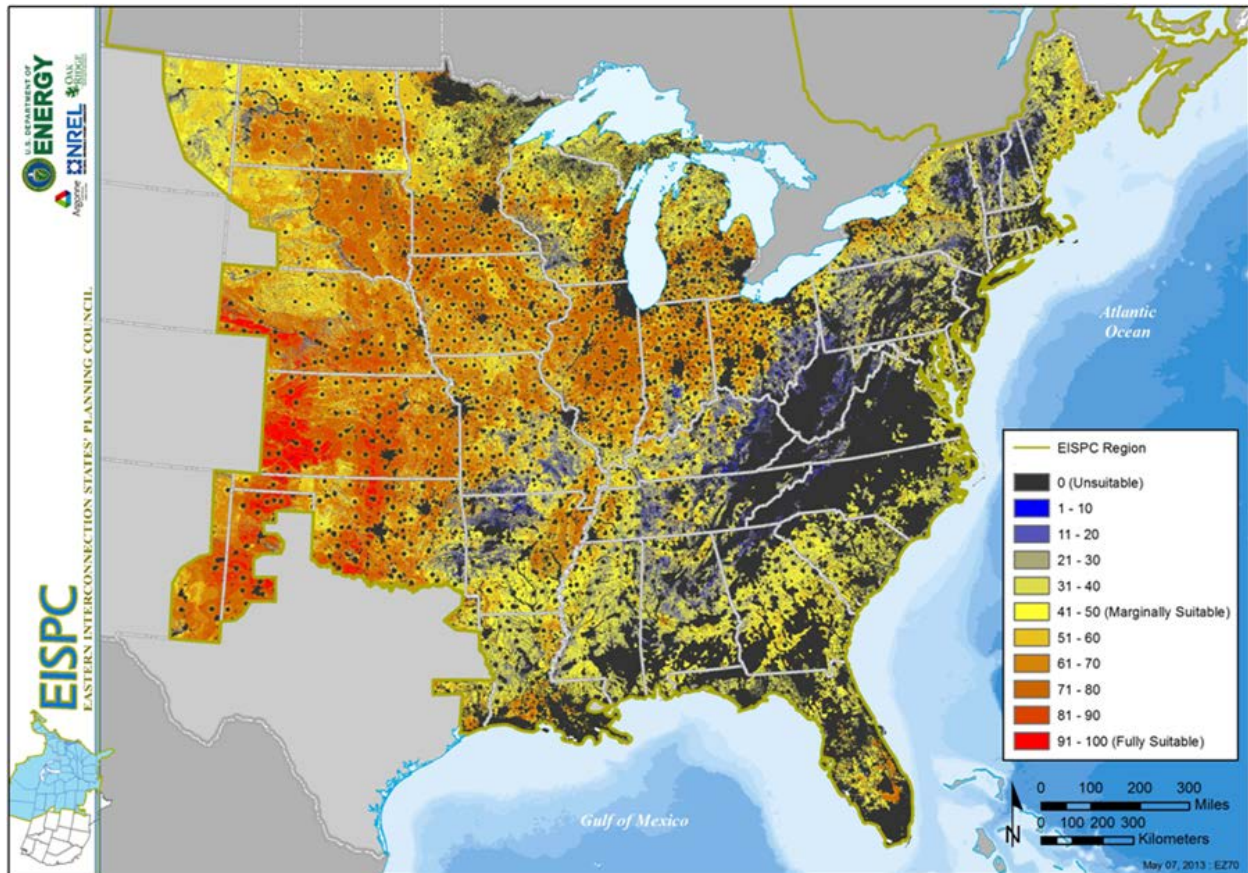 U.S. DEPARTMENT OF
ENERGY
OAK
RIDGE
Argonne
NREL
EISPC
EASTERN INTERCONNECTION STATES' PLANNING COUNCIL
Atlantic
Ocean
Gulf of Mexico
EISPC Region
0 (Unsuitable)
1 - 10
11 - 20
21 - 30
31 - 40
41 - 50 (Marginally Suitable)
51 - 60
61 - 70
71 - 80
81 - 90
91 - 100 (Fully Suitable)
0 100 200 300
Miles
0 100 200 300
Kilometers
N
May 07, 2013 : EZ70